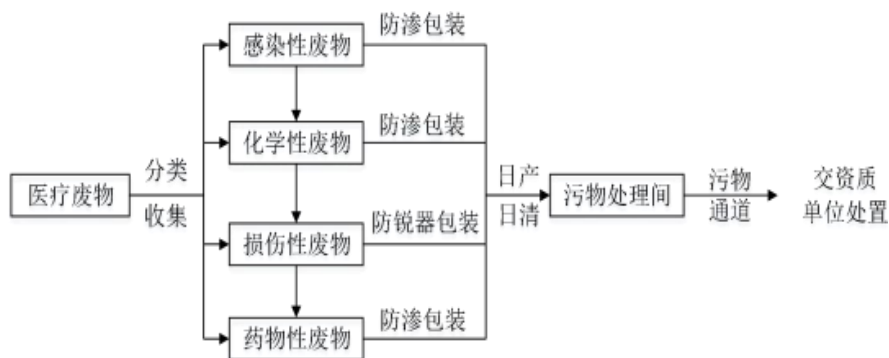 医疗废物
分类
收集
感染性废物
防渗包装
化学性废物
防渗包装
损伤性废物
防锐器包装
药物性废物
防渗包装
日产
日清
污物处理间
污物
通道
交资质
单位处置